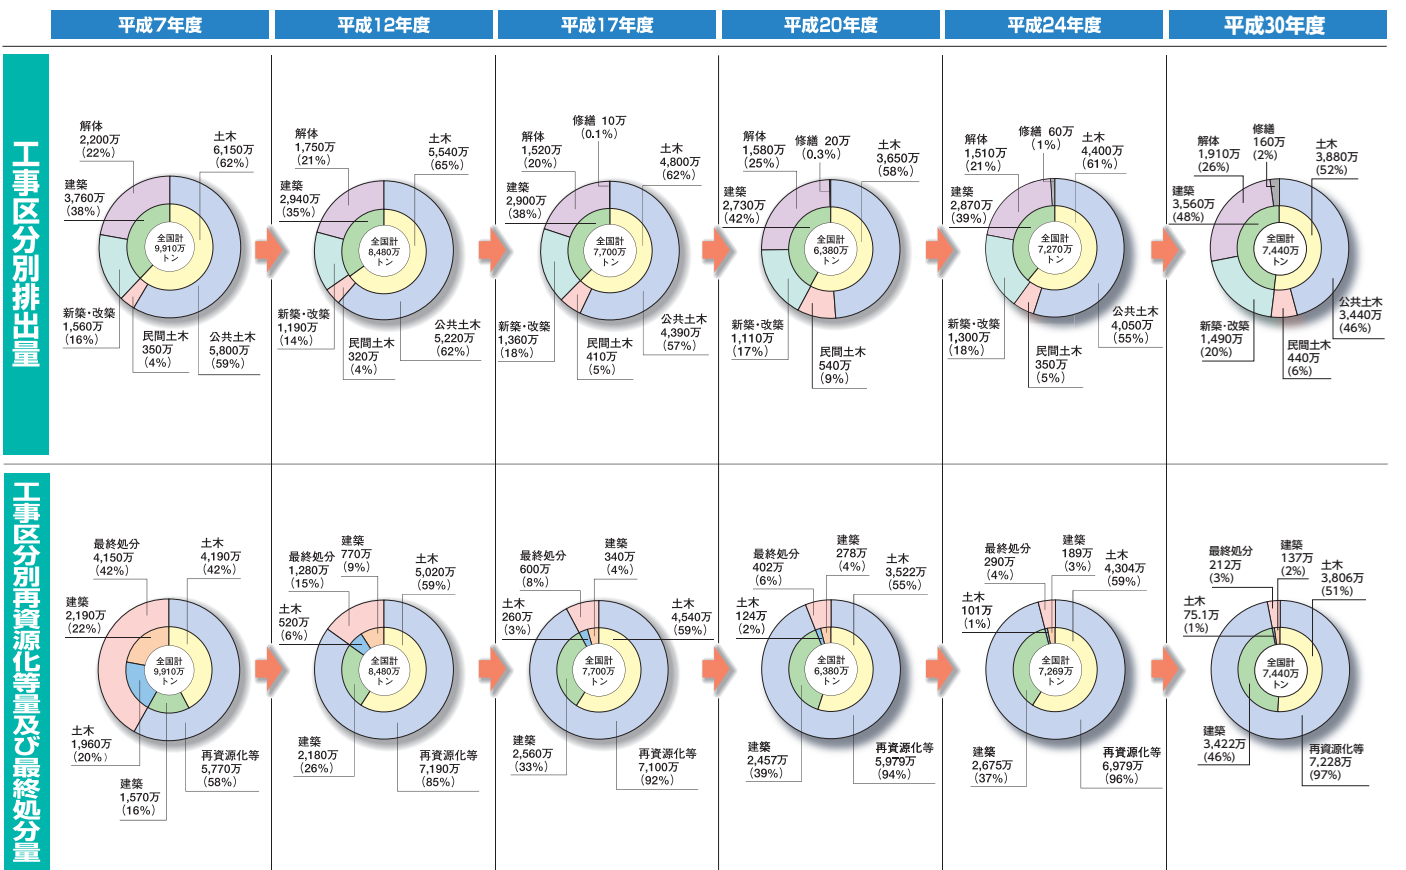 平成7年度
平成12年度
平成17年度
平成20年度
平成24年度
平成30年度
工事区分別排出量
解体
2,200万
(22%)
土木
6,150万
(62%)
建築
3,760万
(38%)
全国計
9,910万
トン
新築・改築
1,560万
(16%)
民間土木
350万
(4%)
公共土木
5,800万
(59%)
解体
1,750万
(21%)
土木
5,540万
(65%)
建築
2,940万
(35%)
全国計
8,480万
トン
新築・改築
1,190万
(14%)
民間土木
320万
(4%)
公共土木
5,220万
(62%)
修繕 10万
(0.1%)
解体
1,520万
(20%)
土木
4,800万
(62%)
建築
2,900万
(38%)
全国計
7,700万
トン
新築・改築
1,360万
(18%)
民間土木
410万
(5%)
公共土木
4,390万
(57%)
解体
1,580万
(25%)
修繕 20万
(0.3%)
土木
3,650万
(58%)
建築
2,730万
(42%)
全国計
6,380万
トン
新築・改築
1,110万
(17%)
民間土木
540万
(9%)
解体
1,510万
(21%)
修繕 60万
(1%)
土木
4,400万
(61%)
建築
2,870万
(39%)
全国計
7,270万
トン
新築・改築
1,300万
(18%)
民間土木
350万
(5%)
公共土木
4,050万
(55%)
解体
1,910万
(26%)
修繕
160万
(2%)
土木
3,880万
(52%)
建築
3,560万
(48%)
全国計
7,440万
トン
新築・改築
1,490万
(20%)
民間土木
440万
(6%)
公共土木
3,440万
(46%)
工事区分別再資源化等量及び最終処分量
最終処分
4,150万
(42%)
土木
4,190万
(42%)
建築
2,190万
(22%)
全国計
9,910万
トン
土木
1,960万
(20%)
建築
1,570万
(16%)
再資源化等
5,770万
(58%)
最終処分
1,280万
(15%)
建築
770万
(9%)
土木
5,020万
(59%)
土木
520万
(6%)
全国計
8,480万
トン
建築
2,180万
(26%)
再資源化等
7,190万
(85%)
最終処分
600万
(8%)
建築
340万
(4%)
土木
260万
(3%)
土木
4,540万
(59%)
全国計
7,700万
トン
建築
2,560万
(33%)
再資源化等
7,100万
(92%)
最終処分
402万
(6%)
建築
278万
(4%)
土木
3,522万
(55%)
土木
124万
(2%)
全国計
6,380万
トン
建築
2,457万
(39%)
再資源化等
5,979万
(94%)
最終処分
290万
(4%)
建築
189万
(3%)
土木
4,304万
(59%)
土木
101万
(1%)
全国計
7,269万
トン
建築
2,675万
(37%)
再資源化等
6,979万
(96%)
最終処分
212万
(3%)
建築
137万
(2%)
土木
3,806万
(51%)
土木
75.1万
(1%)
全国計
7,440万
トン
建築
3,422万
(46%)
再資源化等
7,228万
(97%)